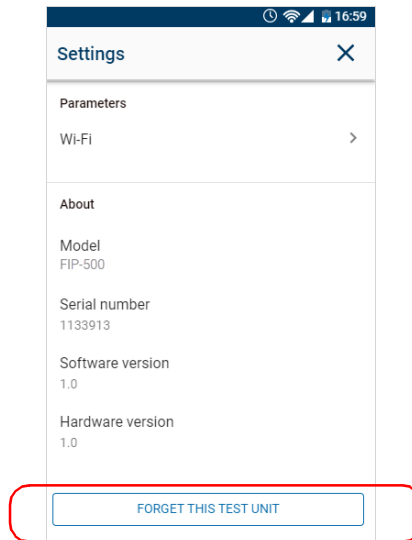 16:59
Settings
Parameters
Wi-Fi
About
Model
FIP-500
Serial number
1133913
Software version
1.0
Hardware version
1.0
FORGET THIS TEST UNIT